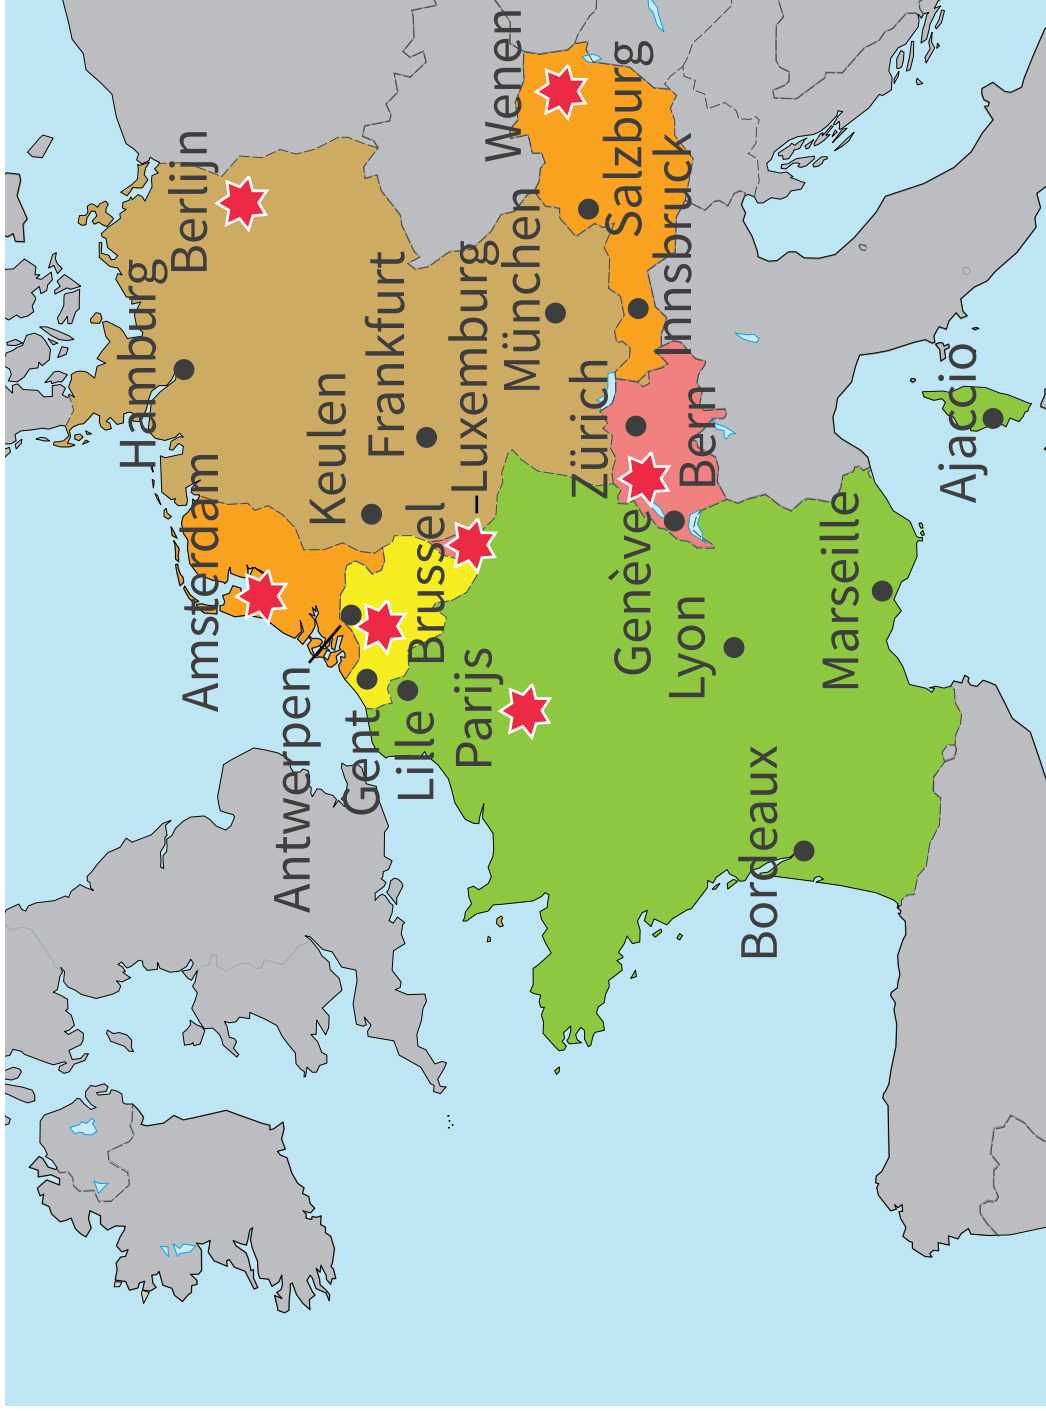 Hamburg
Berlijn
Amsterdam
Keulen
Frankfurt
Antwerpen
Gent
Brussel
Luxemburg
Lille
Parijs
München
Wenen
Salzburg
Innsbruck
Zürich
Bern
Genève
Lyon
Bordeaux
Marseille
Ajaccio